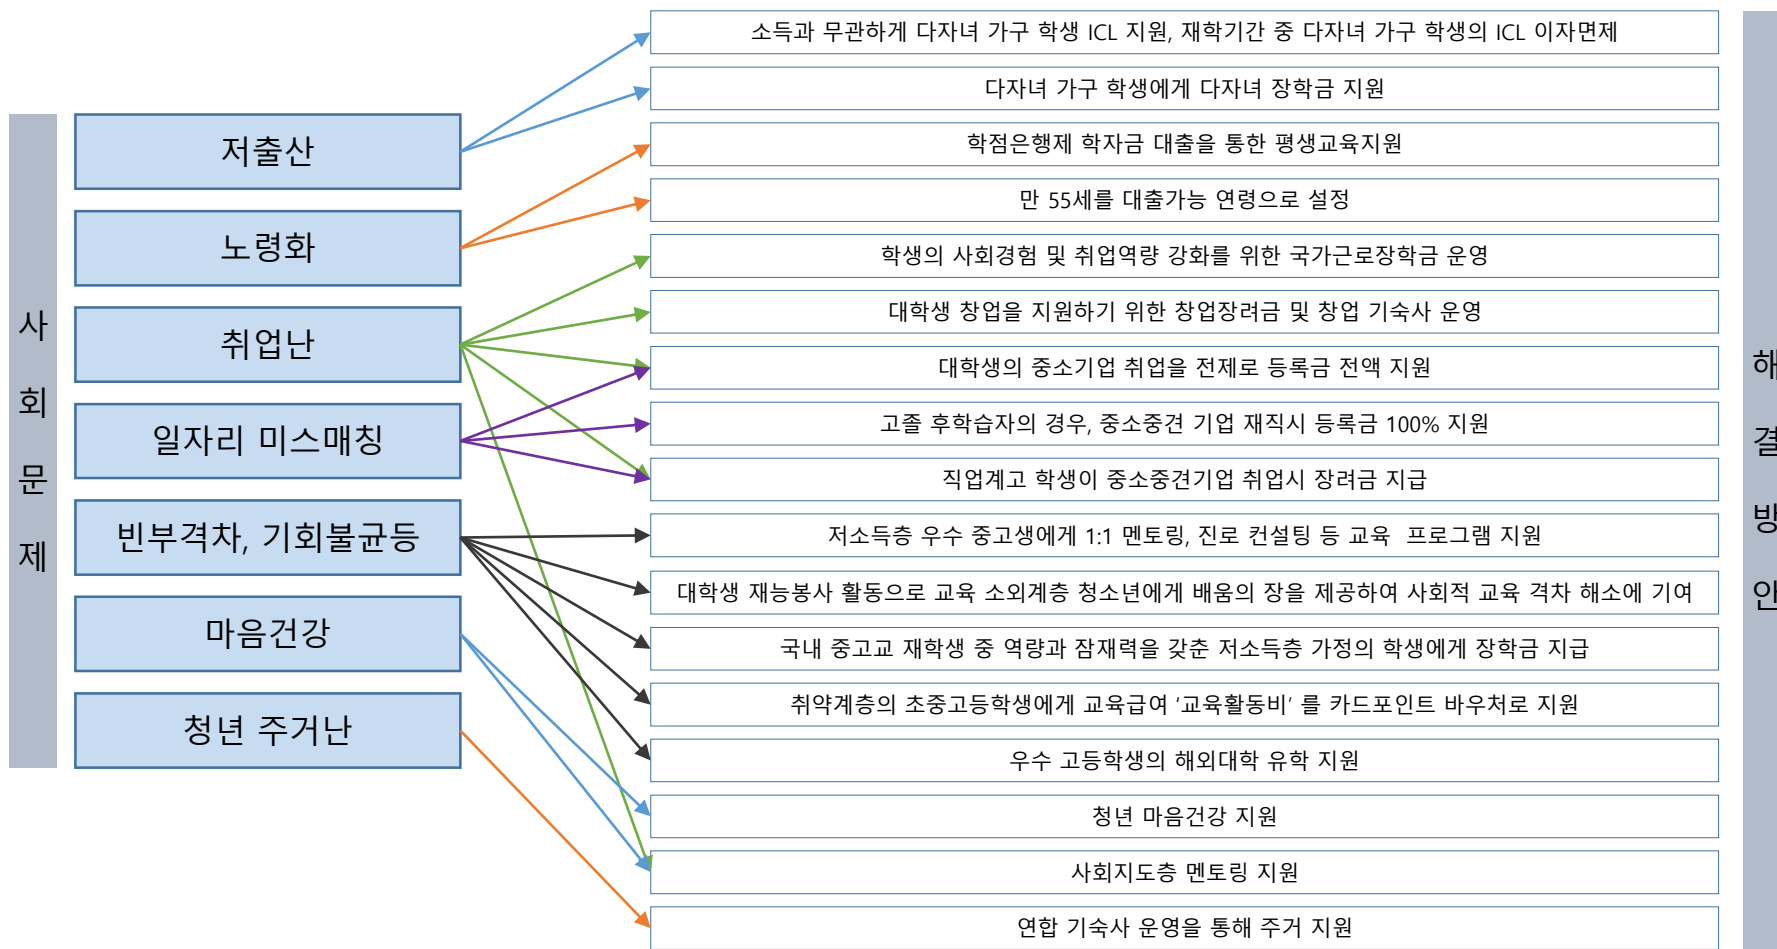 사
회
문
제
저출산
노령화
취업난
일자리 미스매칭
빈부격차, 기회불균등
마음건강
청년 주거난
소득과 무관하게 다자녀 가구 학생 ICL 지원, 재학기간 중 다자녀 가구 학생의 ICL 이자면제
다자녀 가구 학생에게 다자녀 장학금 지원
학점은행제 학자금 대출을 통한 평생교육지원
만 55세를 대출가능 연령으로 설정
학생의 사회경험 및 취업역량 강화를 위한 국가근로장학금 운영
대학생 창업을 지원하기 위한 창업장려금 및 창업 기숙사 운영
대학생의 중소기업 취업을 전제로 등록금 전액 지원
고졸 후학습자의 경우, 중소중견 기업 재직시 등록금 100% 지원
직업계고 학생이 중소중견기업 취업시 장려금 지급
저소득층 우수 중고생에게 1:1 멘토링, 진로 컨설팅 등 교육 프로그램 지원
대학생 재능봉사 활동으로 교육 소외계층 청소년에게 배움의 장을 제공하여 사회적 교육 격차 해소에 기여
국내 중고교 재학생 중 역량과 잠재력을 갖춘 저소득층 가정의 학생에게 장학금 지급
취약계층의 초중고등학생에게 교육급여 ‘교육활동비’ 를 카드포인트 바우처로 지원
우수 고등학생의 해외대학 유학 지원
청년 마음건강 지원
사회지도층 멘토링 지원
연합 기숙사 운영을 통해 주거 지원
해
결
방
안